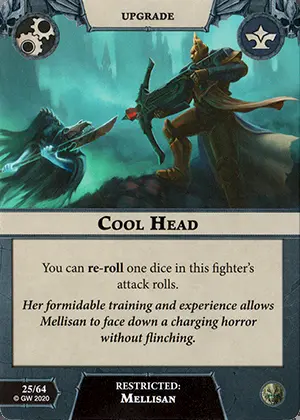 UPGRADE
COOL HEAD
You can re-roll one dice in this fighter's
attack rolls.
Her formidable training and experience allows
Mellisan to face down a charging horror
without flinching.
25/64
© GW 2020
RESTRICTED:
MELLISAN